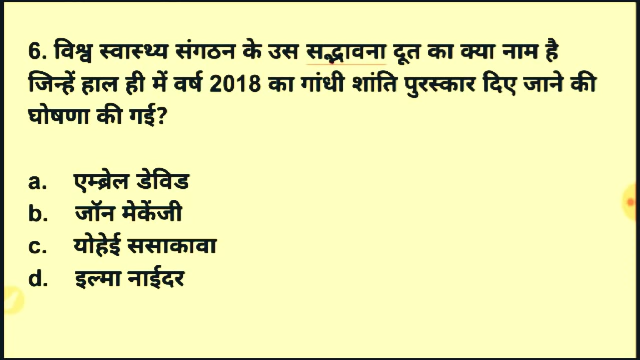 6. विश्व स्वास्थ्य संगठन के उस सद्भावना दूत का क्या नाम है
जिन्हें हाल ही में वर्ष 2018 का गांधी शांति पुरस्कार दिए जाने की
घोषणा की गई?
a. एम्ब्रेल डेविड
b. जॉन मेकेंजी
c. योहेई ससाकावा
d. इल्मा नाईदर